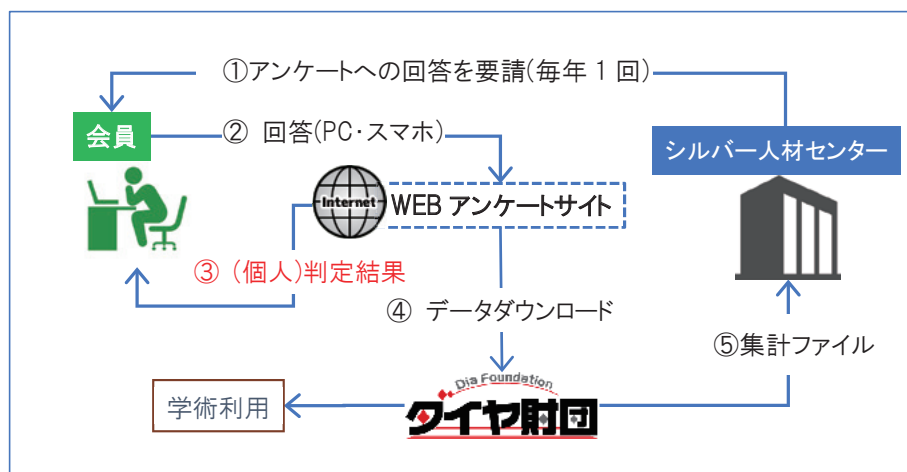 ①アンケートへの回答を要請(毎年1回)
会員
② 回答(PC・スマホ)
シルバー人材センター
Internet
WEB アンケートサイト
③ (個人)判定結果
④ データダウンロード
⑤集計ファイル
学術利用
Dia Foundation
ダイヤ財団